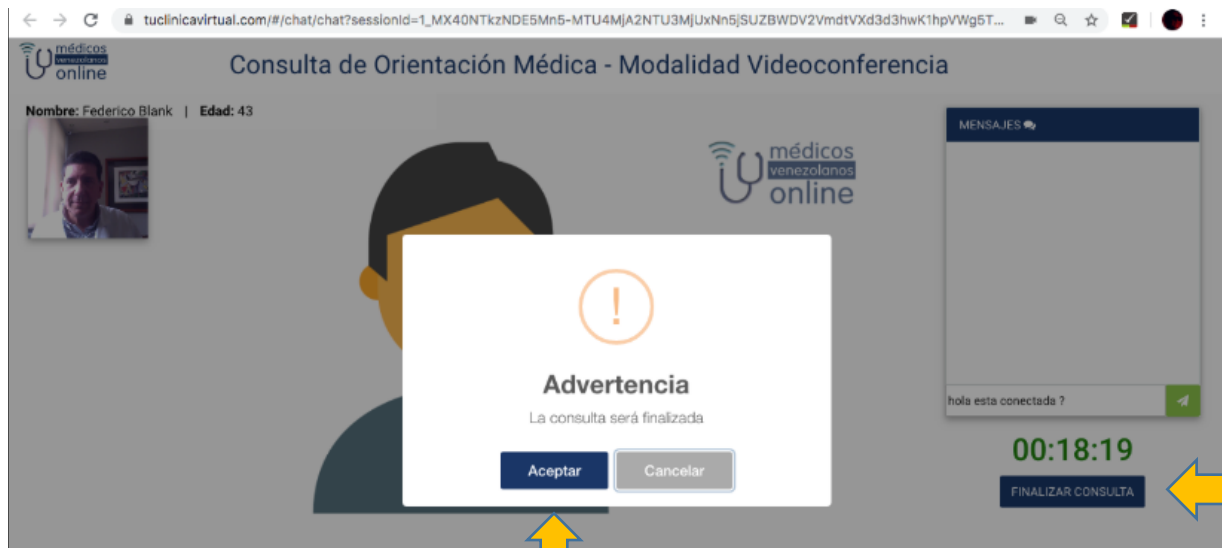 tuclinicavirtual.com/#/chat/chat?sessionId=1_MX40NTkzNDE5Mn5-MTU4MjA2NTU3MjUxNn5jSUZBWDV2VmdtVXd3d3hwK1hpVWg5T...
médicos
venezolanos
online
Consulta de Orientación Médica - Modalidad Videoconferencia
Nombre: Federico Blank | Edad: 43
MENSAJES
médicos
venezolanos
online
!
Advertencia
La consulta será finalizada
Aceptar Cancelar
hola esta conectada ?
00:18:19
FINALIZAR CONSULTA